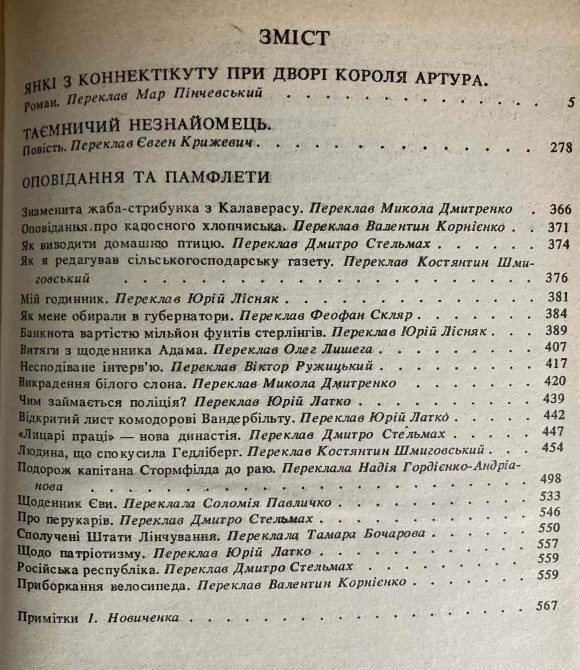 ЗМІСТ
ЯНКІ З КОННЕКТІКУТУ ПРИ ДВОРІ КОРОЛЯ АРТУРА.
Роман. Переклав Мар Пінчевський . . . . . . . . . . . 5
ТАЄМНИЧИЙ НЕЗНАЙОМЕЦЬ.
Повість. Переклав Євген Крижевич . . . . . . . . . . . 278
ОПОВІДАННЯ ТА ПАМФЛЕТИ
Знаменита жаба-стрибунка з Калаверасу. Переклав Микола Дмитренко . 366
Оповідання про капосного хлопчиська. Переклав Валентин Корнієнко . 371
Як виводити домашню птицю. Переклав Дмитро Стельмах . . . . 374
Як я редагував сільськогосподарську газету. Переклав Костянтин Шми-
говський . . . . . . . . . . . . . . . . 376
Мій годинник. Переклав Юрій Лісняк . . . . . . . . . . 381
Як мене обирали в губернатори. Переклав Феофан Скляр . . . . 384
Банкнота вартістю мільйон фунтів стерлінгів. Переклав Юрій Лісняк . 389
Витяги з щоденника Адама. Переклав Олег Лишега . . . . . . 407
Несподіване інтерв'ю. Переклав Віктор Ружицький . . . . . . 417
Викрадення білого слона. Переклав Микола Дмитренко . . . . 420
Чим займається поліція? Переклав Юрій Латко . . . . . . . 439
Відкритий лист комодорові Вандербільту. Переклав Юрій Латко . . 442
«Лицарі праці» — нова династія. Переклав Дмитро Стельмах . . . 447
Людина, що спокусила Гедліберг. Переклав Костянтин Шмиговський . 454
Подорож капітана Стормфілда до раю. Переклала Надія Гордієнко-Андріа-
нова . . . . . . . . . . . . . . . . . 498
Щоденник Єви. Переклала Соломія Павличко . . . . . . . . 533
Про перукарів. Переклав Дмитро Стельмах . . . . . . . . 546
Сполучені Штати Лінчування. Переклала Тамара Бочарова . . . . 550
Щодо патріотизму. Переклав Юрій Латко . . . . . . . . . 557
Російська республіка. Переклав Дмитро Стельмах . . . . . . 559
Приборкання велосипеда. Переклав Валентин Корнієнко . . . . 559
Примітки І. Новиченка . . . . . . . . . . . . . . 567